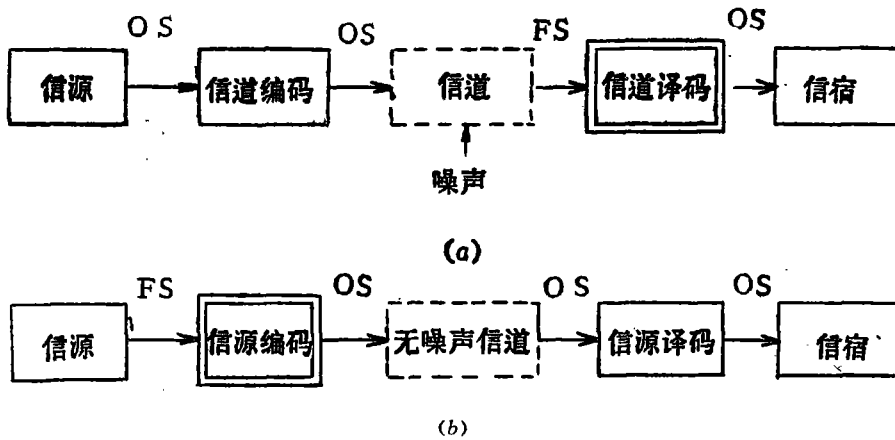 OS OS FS OS
信源 信道编码 信道 信道译码 信宿
噪声
(a)
FS OS OS OS
信源 信源编码 无噪声信道 信源译码 信宿
(b)